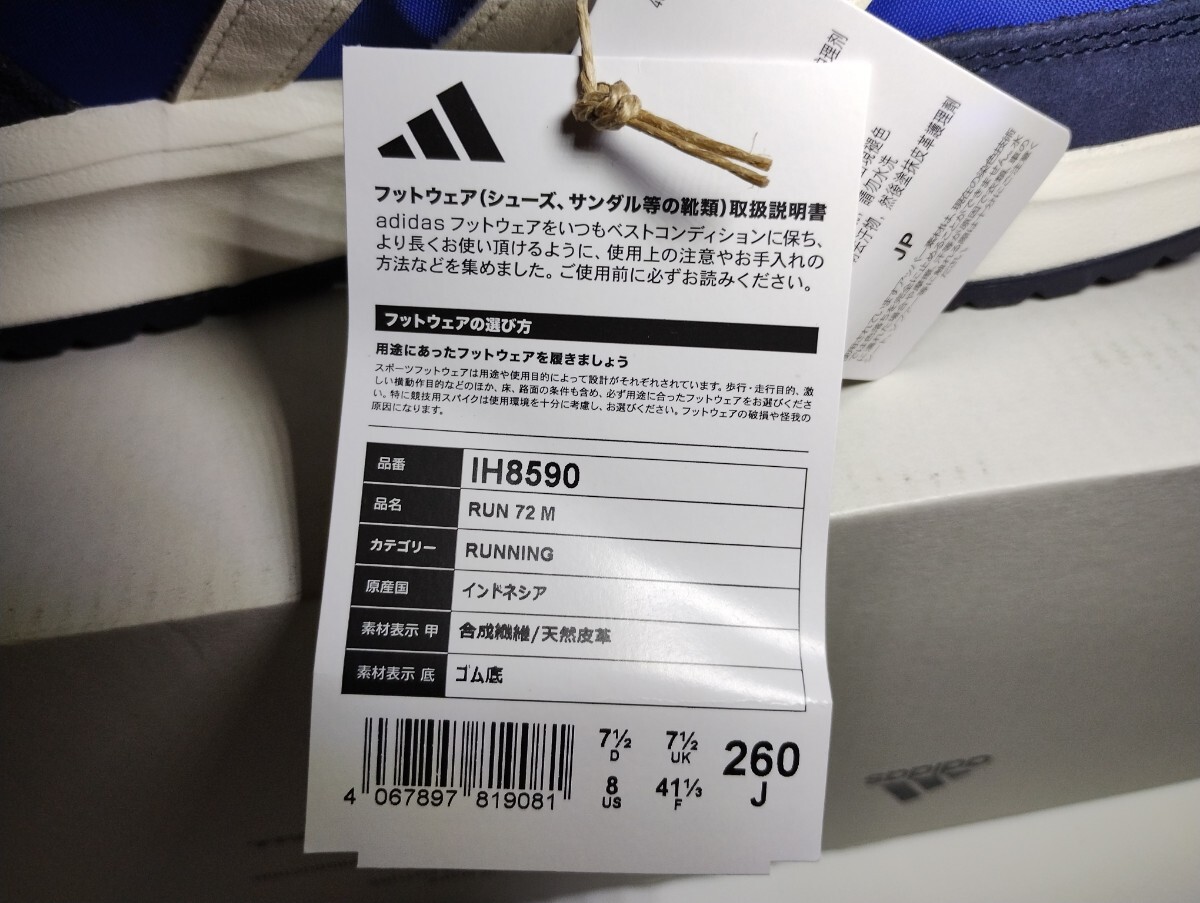 フットウェア(シューズ、サンダル等の靴類)取扱説明書
adidas フットウェアをいつもベストコンディションに保ち、
より長くお使い頂けるように、使用上の注意やお手入れの
方法などを集めました。ご使用前に必ずお読みください。
フットウェアの選び方
用途にあったフットウェアを履きましょう
スポーツフットウェアは用途や使用目的によって設計がそれぞれされています。歩行・走行目的、激
しい横動作目的などのほか、床、路面の条件も含め、必ず用途に合ったフットウェアをお選びくださ
い。特に競技用スパイクは使用環境を十分に考慮し、お選びください。フットウェアの破損や怪我の
原因になります。
品番 IH8590
品名 RUN 72 M
カテゴリー RUNNING
原産国 インドネシア
素材表示 甲 合成繊維/天然皮革
素材表示 底 ゴム底
7½ D 7½ UK 260 J
8 US 41⅓ F
4 067897 819081
請勿水洗
然後塗抹皮革護理劑
JP
adidas